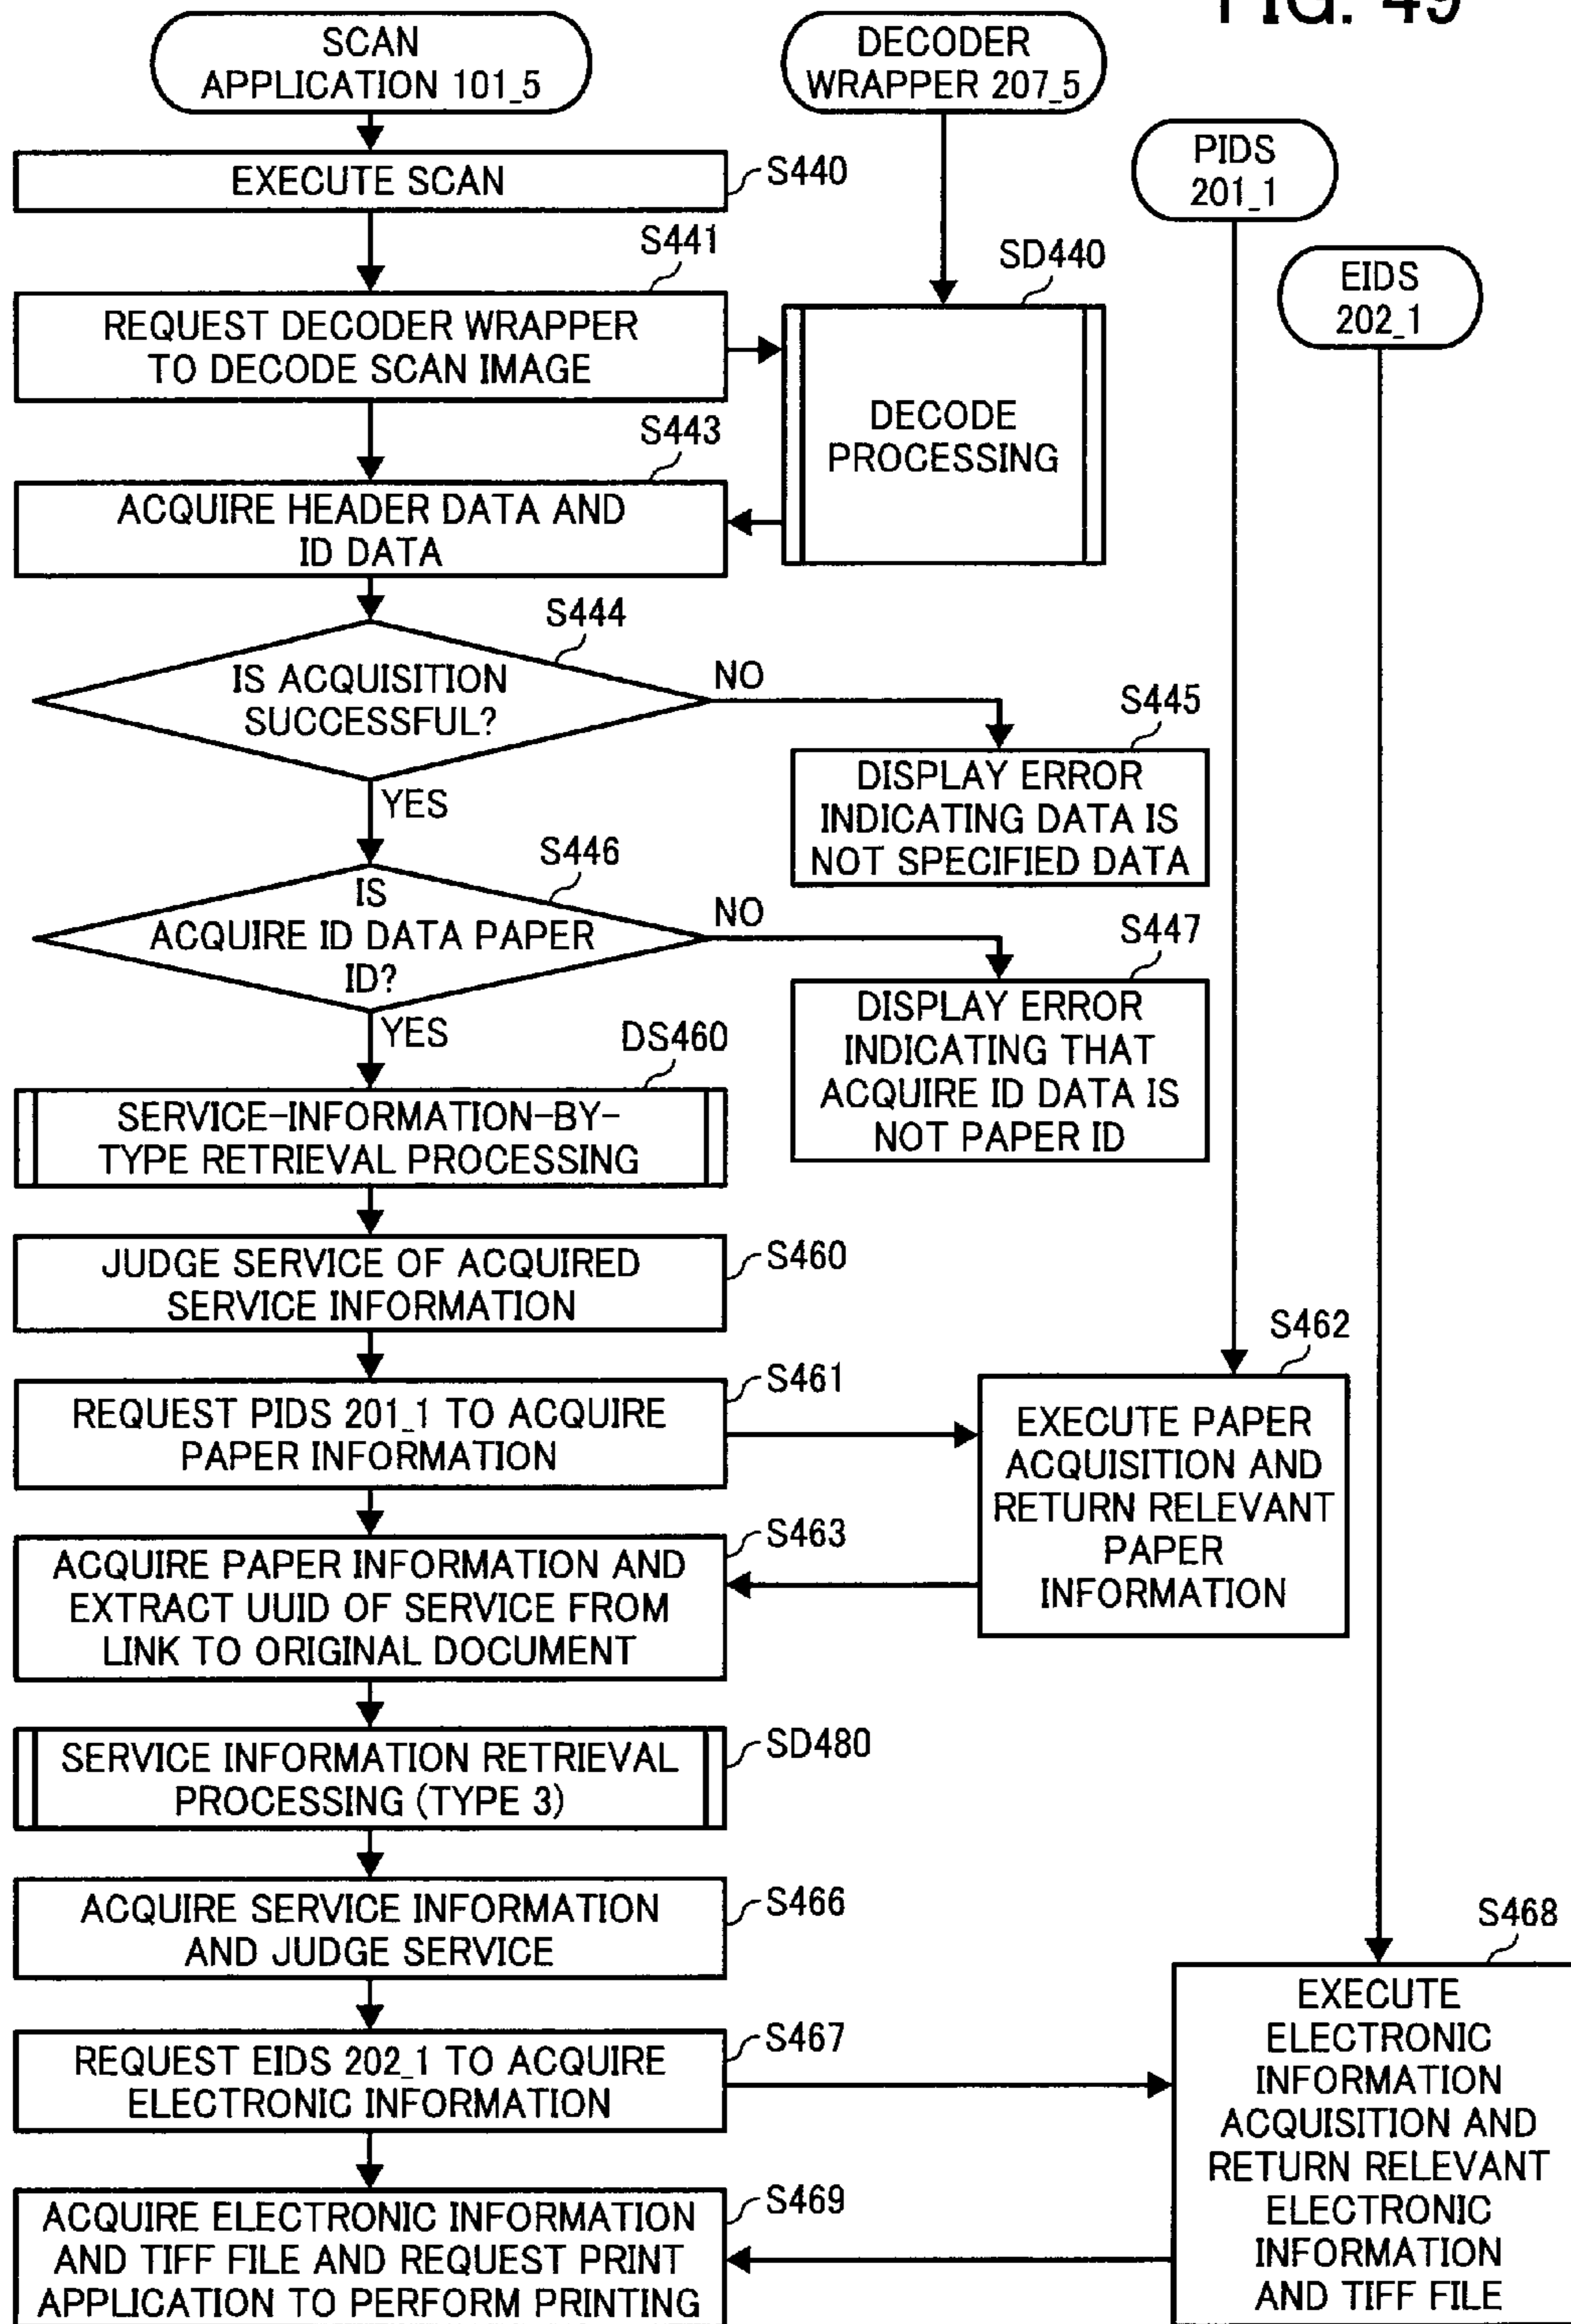 FIG. 49
SCAN
APPLICATION 101_5
DECODER
WRAPPER 207_5
PIDS
201_1
EIDS
202_1
EXECUTE SCAN
S440
S441
REQUEST DECODER WRAPPER
TO DECODE SCAN IMAGE
SD440
DECODE
PROCESSING
S443
ACQUIRE HEADER DATA AND
ID DATA
S444
IS ACQUISITION
SUCCESSFUL?
NO
YES
S445
DISPLAY ERROR
INDICATING DATA IS
NOT SPECIFIED DATA
S446
IS
ACQUIRE ID DATA PAPER
ID?
NO
YES
S447
DISPLAY ERROR
INDICATING THAT
ACQUIRE ID DATA IS
NOT PAPER ID
DS460
SERVICE-INFORMATION-BY-
TYPE RETRIEVAL PROCESSING
JUDGE SERVICE OF ACQUIRED
SERVICE INFORMATION
S460
REQUEST PIDS 201_1 TO ACQUIRE
PAPER INFORMATION
S461
S462
EXECUTE PAPER
ACQUISITION AND
RETURN RELEVANT
PAPER
INFORMATION
ACQUIRE PAPER INFORMATION AND
EXTRACT UUID OF SERVICE FROM
LINK TO ORIGINAL DOCUMENT
S463
SERVICE INFORMATION RETRIEVAL
PROCESSING (TYPE 3)
SD480
ACQUIRE SERVICE INFORMATION
AND JUDGE SERVICE
S466
REQUEST EIDS 202_1 TO ACQUIRE
ELECTRONIC INFORMATION
S467
S468
EXECUTE
ELECTRONIC
INFORMATION
ACQUISITION AND
RETURN RELEVANT
ELECTRONIC
INFORMATION
AND TIFF FILE
ACQUIRE ELECTRONIC INFORMATION
AND TIFF FILE AND REQUEST PRINT
APPLICATION TO PERFORM PRINTING
S469